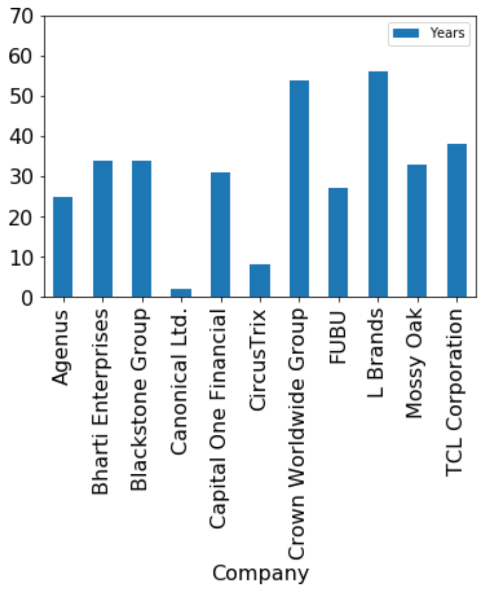 70
60
50
40
30
20
10
0
Years
Agenus
Bharti Enterprises
Blackstone Group
Canonical Ltd.
Capital One Financial
CircusTrix
Crown Worldwide Group
FUBU
L Brands
Mossy Oak
TCL Corporation
Company